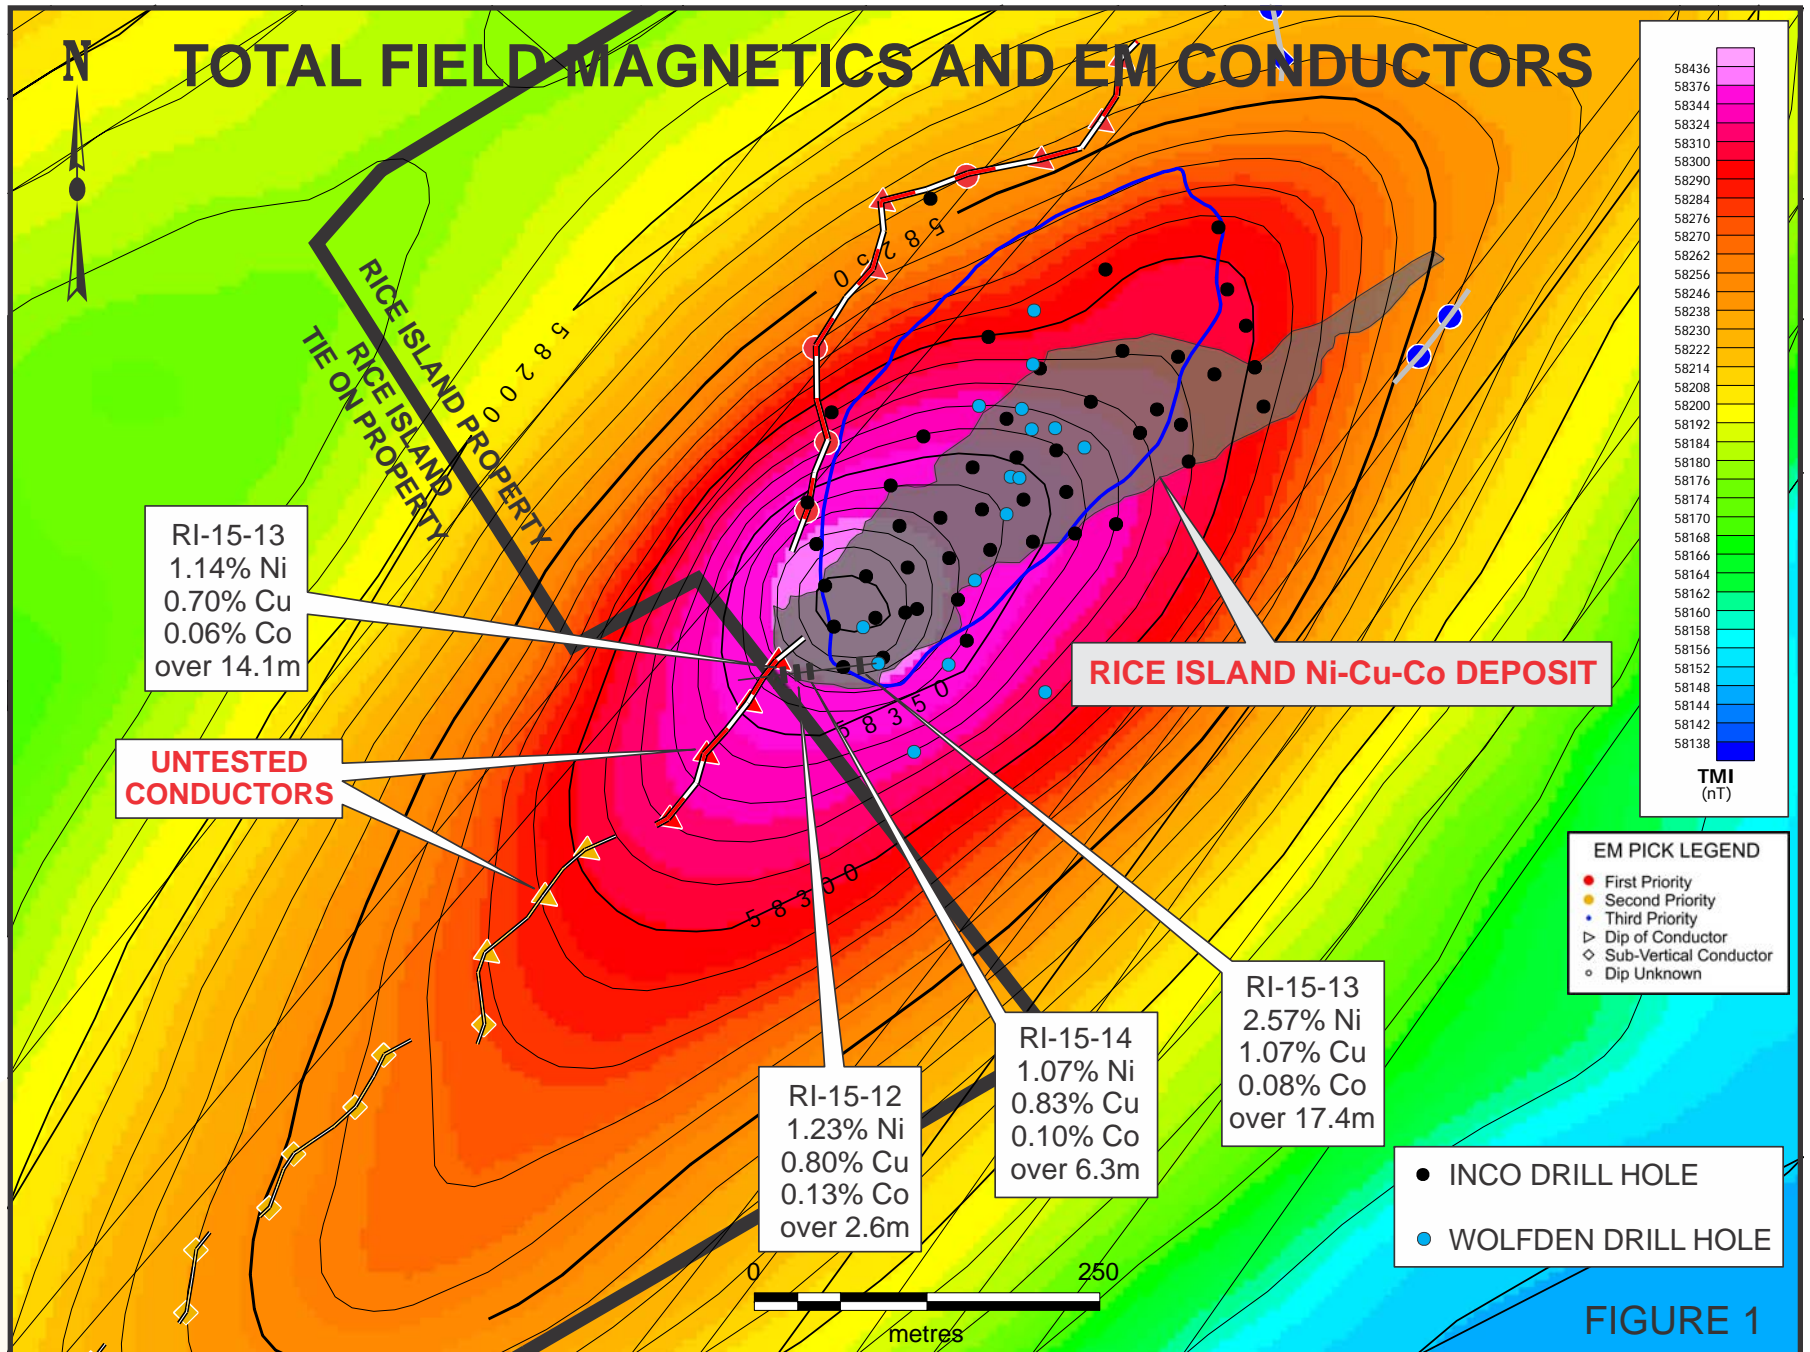 TOTAL FIELD MAGNETICS AND EM CONDUCTORS
N
58436
58376
58344
58324
58310
58300
58290
58284
58276
58270
58262
58256
58246
58238
58230
58222
58214
58208
58200
58192
58184
58180
58176
58174
58170
58168
58166
58164
58162
58160
58158
58156
58152
58148
58144
58142
58138
TMI
(nT)
58250
58200
RICE ISLAND PROPERTY
RICE ISLAND
TIE ON PROPERTY
RI-15-13
1.14% Ni
0.70% Cu
0.06% Co
over 14.1m
RICE ISLAND Ni-Cu-Co DEPOSIT
58350
UNTESTED
CONDUCTORS
58300
EM PICK LEGEND
First Priority
Second Priority
Third Priority
Dip of Conductor
Sub-Vertical Conductor
Dip Unknown
RI-15-13
2.57% Ni
1.07% Cu
0.08% Co
over 17.4m
RI-15-14
1.07% Ni
0.83% Cu
0.10% Co
over 6.3m
RI-15-12
1.23% Ni
0.80% Cu
0.13% Co
over 2.6m
INCO DRILL HOLE
WOLFDEN DRILL HOLE
0 250
metres
FIGURE 1